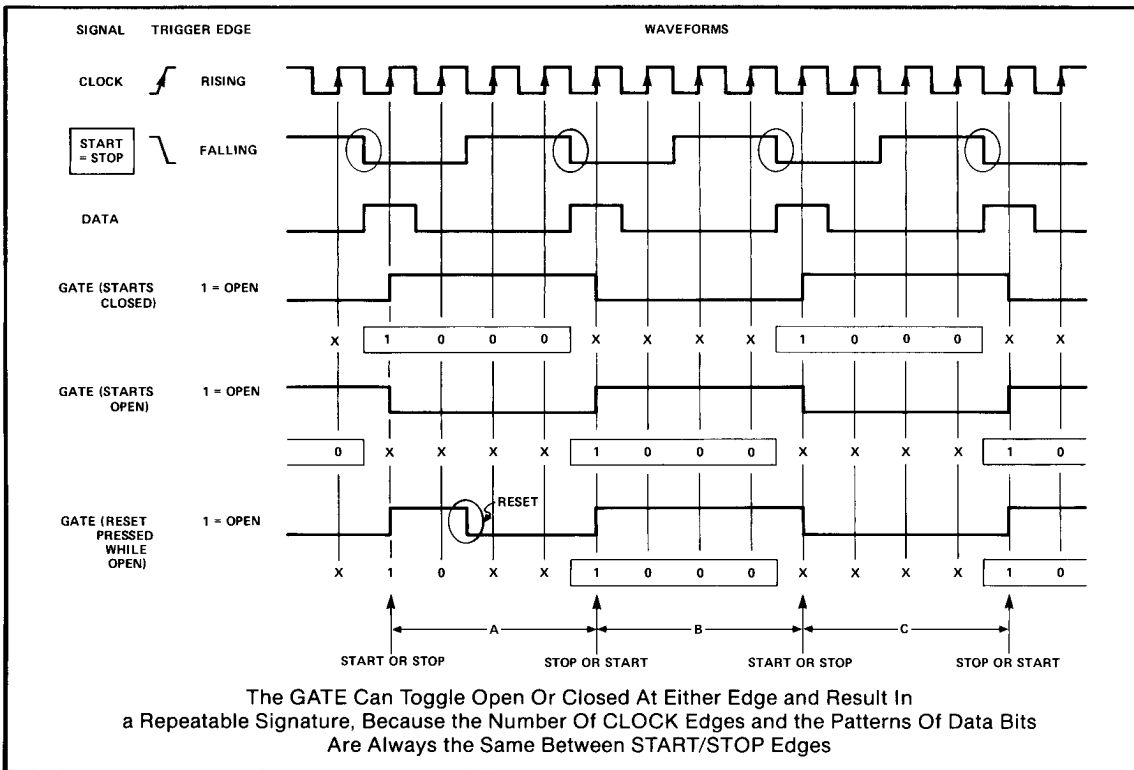 SIGNAL TRIGGER EDGE WAVEFORMS
CLOCK RISING
START
= STOP
FALLING
DATA
GATE (STARTS
CLOSED)
1 = OPEN
X 1 0 0 0 X X X X 1 0 0 0 X X
GATE (STARTS
OPEN)
1 = OPEN
0 X X X X 1 0 0 0 X X X X 1 0
RESET
GATE (RESET
PRESSED
WHILE
OPEN)
1 = OPEN
X 1 0 X X 1 0 0 0 X X X X 1 0
A B C
START OR STOP STOP OR START START OR STOP STOP OR START
The GATE Can Toggle Open Or Closed At Either Edge and Result In
a Repeatable Signature, Because the Number Of CLOCK Edges and the Patterns Of Data Bits
Are Always the Same Between START/STOP Edges